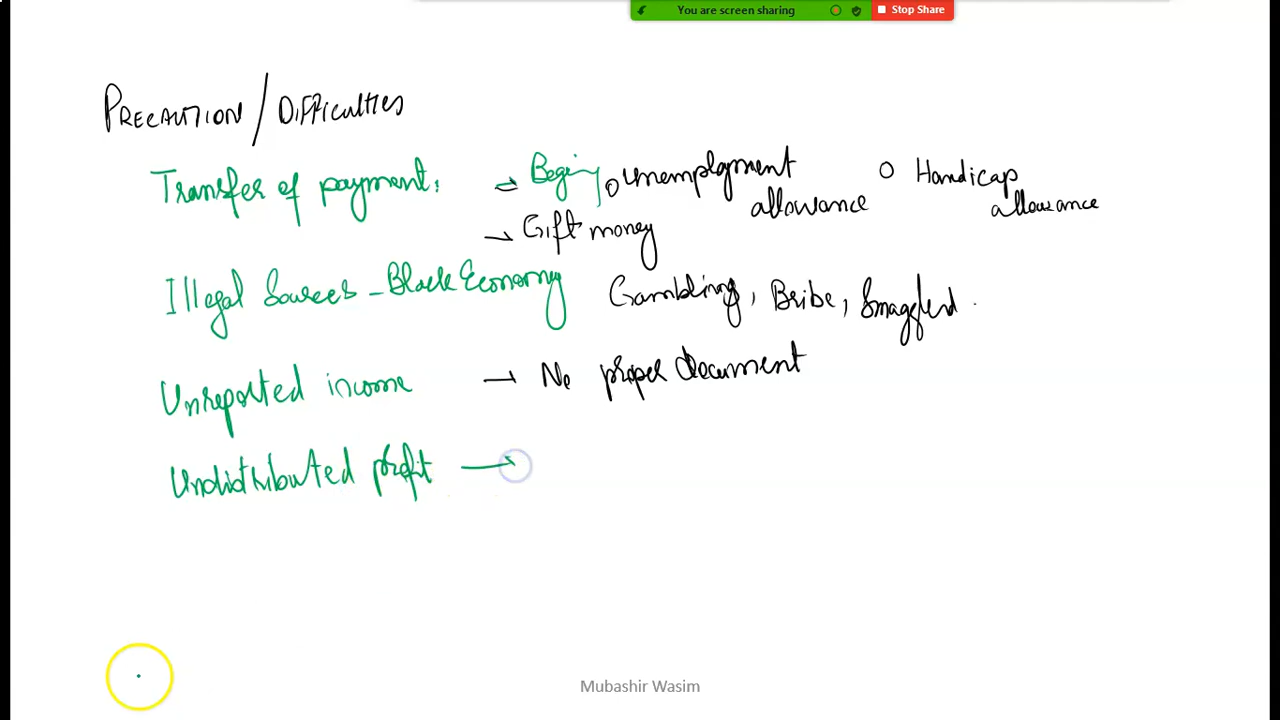 You are screen sharing Stop Share
PRECAUTION / DIFFICULTIES
Transfer of payment: Begin o unemployment o Handicap
allowance allowance
→ Gift money
Illegal Sources - Black Economy Gambling, Bribe, Smaggled.
Unreported income → No proper document
Undistributed profit →
Mubashir Wasim